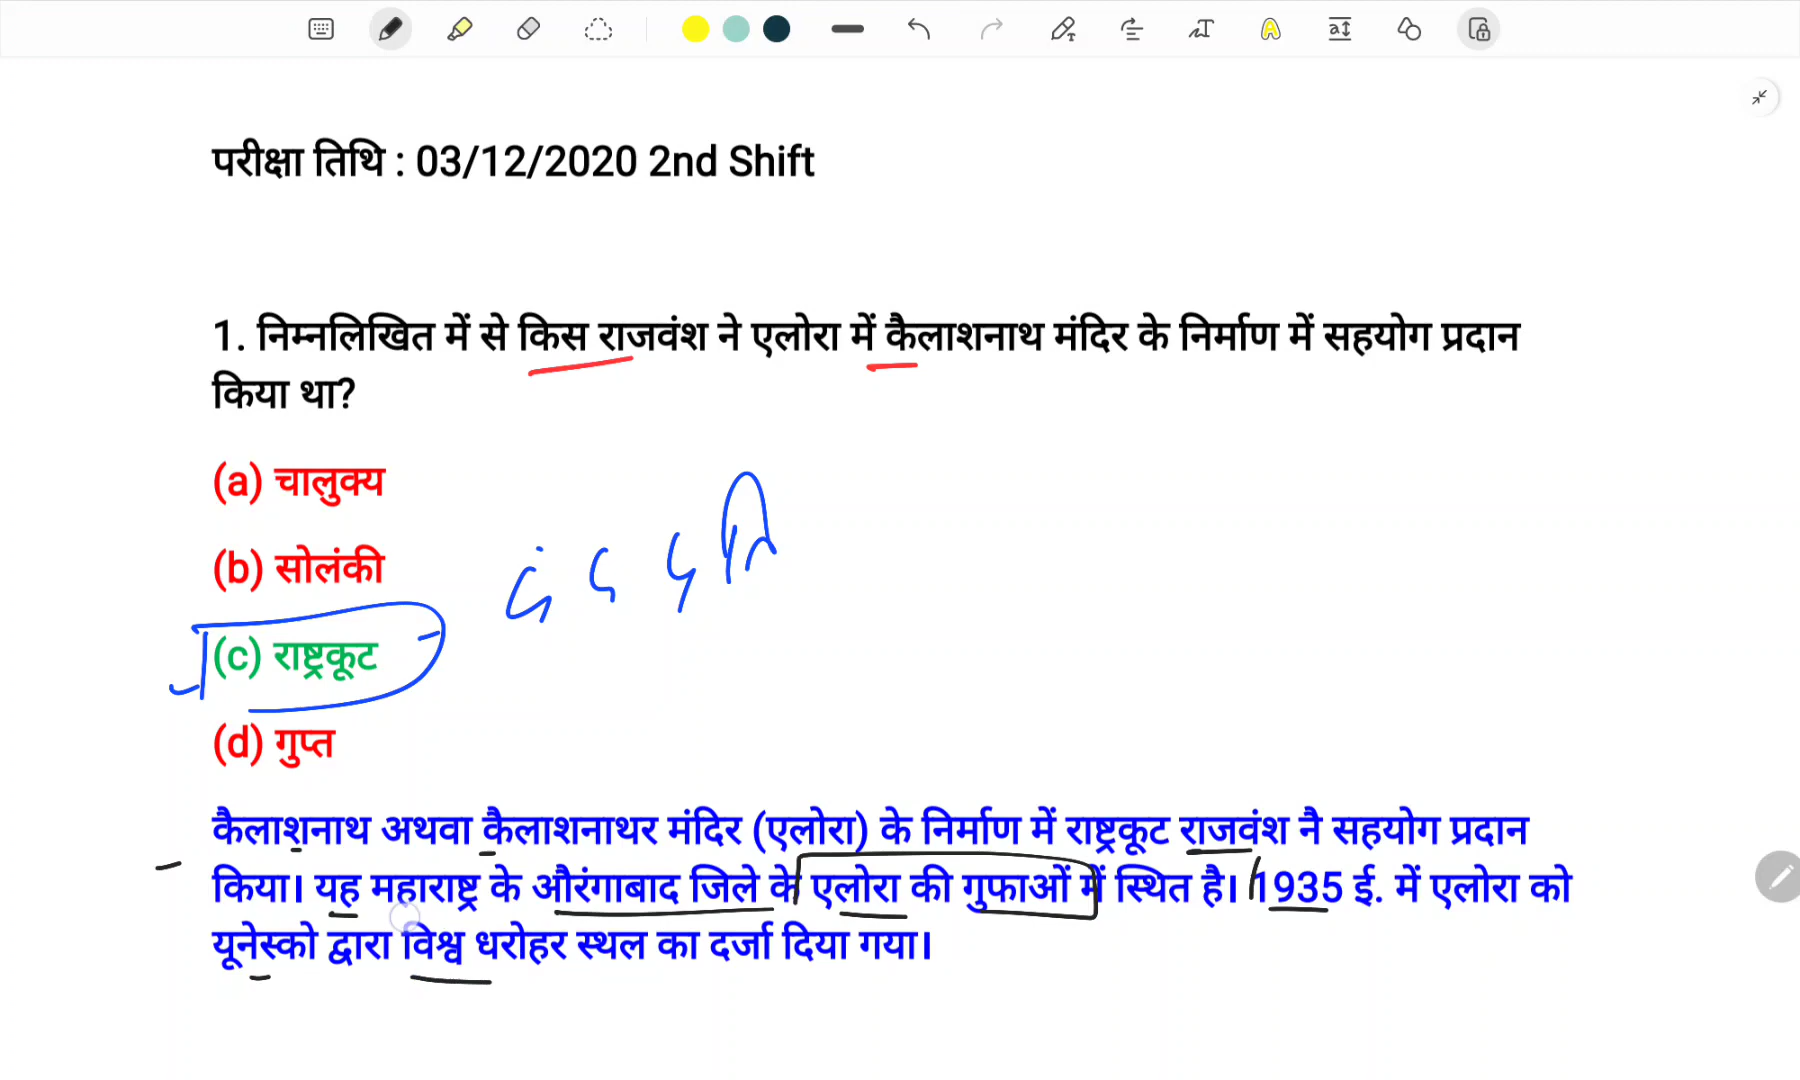 परीक्षा तिथि : 03/12/2020 2nd Shift
1. निम्नलिखित में से किस राजवंश ने एलोरा में कैलाशनाथ मंदिर के निर्माण में सहयोग प्रदान
किया था?
(a) चालुक्य
(b) सोलंकी
(c) राष्ट्रकूट
(d) गुप्त
कैलाशनाथ अथवा कैलाशनाथर मंदिर (एलोरा) के निर्माण में राष्ट्रकूट राजवंश नै सहयोग प्रदान
किया। यह महाराष्ट्र के औरंगाबाद जिले के एलोरा की गुफाओं में स्थित है। 1935 ई. में एलोरा को
यूनेस्को द्वारा विश्व धरोहर स्थल का दर्जा दिया गया।